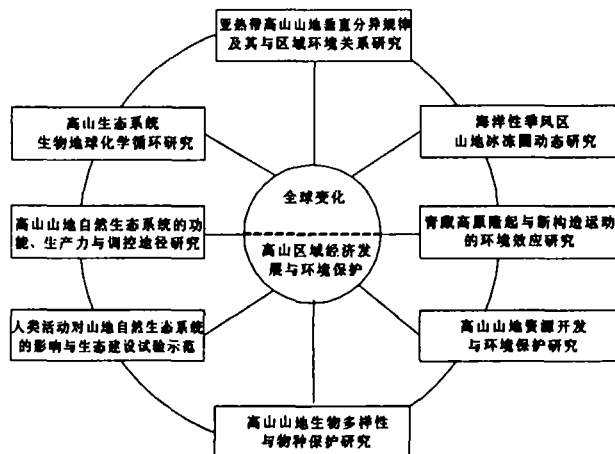 亚热带高山山地垂直分异规律
及其与区域环境关系研究
高山生态系统
生物地球化学循环研究
海洋性季风区
山地冰冻圈动态研究
全球变化
高山山地自然生态系统的功
能、生产力与调控途径研究
青藏高原隆起与新构造运动
的环境效应研究
高山区域经济发
展与环境保护
人类活动对山地自然生态系统
的影响与生态建设试验示范
高山山地资源开发
与环境保护研究
高山山地生物多样性
与物种保护研究